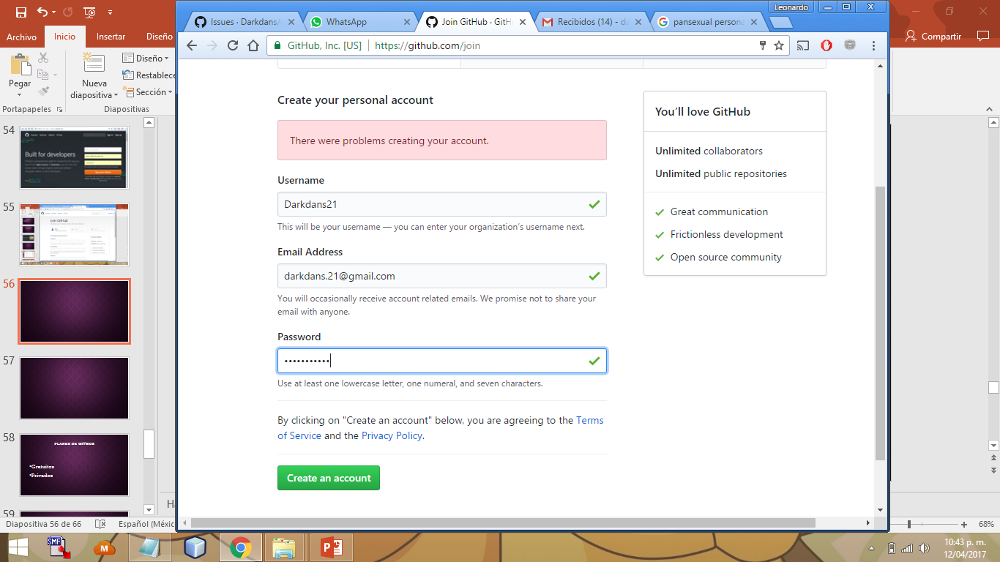 Leonardo
Issues · Darkdans/
WhatsApp
Join GitHub · GitH
Recibidos (14) - da
pansexual persona
GitHub, Inc. [US]
https://github.com/join
Archivo
Inicio
Insertar
Diseño
Compartir
Pegar
Nueva
diapositiva
Diseño
Restablece
Sección
Portapapeles
Diapositivas
54
Built for developers
55
Join GitHub
56
57
58
PLANES DE GITHUB
•Gratuitos
•Privados
59
Create your personal account
There were problems creating your account.
Username
Darkdans21
This will be your username — you can enter your organization's username next.
Email Address
darkdans.21@gmail.com
You will occasionally receive account related emails. We promise not to share your
email with anyone.
Password
•••••••••••
Use at least one lowercase letter, one numeral, and seven characters.
By clicking on "Create an account" below, you are agreeing to the Terms
of Service and the Privacy Policy.
Create an account
You'll love GitHub
Unlimited collaborators
Unlimited public repositories
Great communication
Frictionless development
Open source community
Diapositiva 56 de 66
Español (Méxic
68%
SMF
10:43 p. m.
12/04/2017